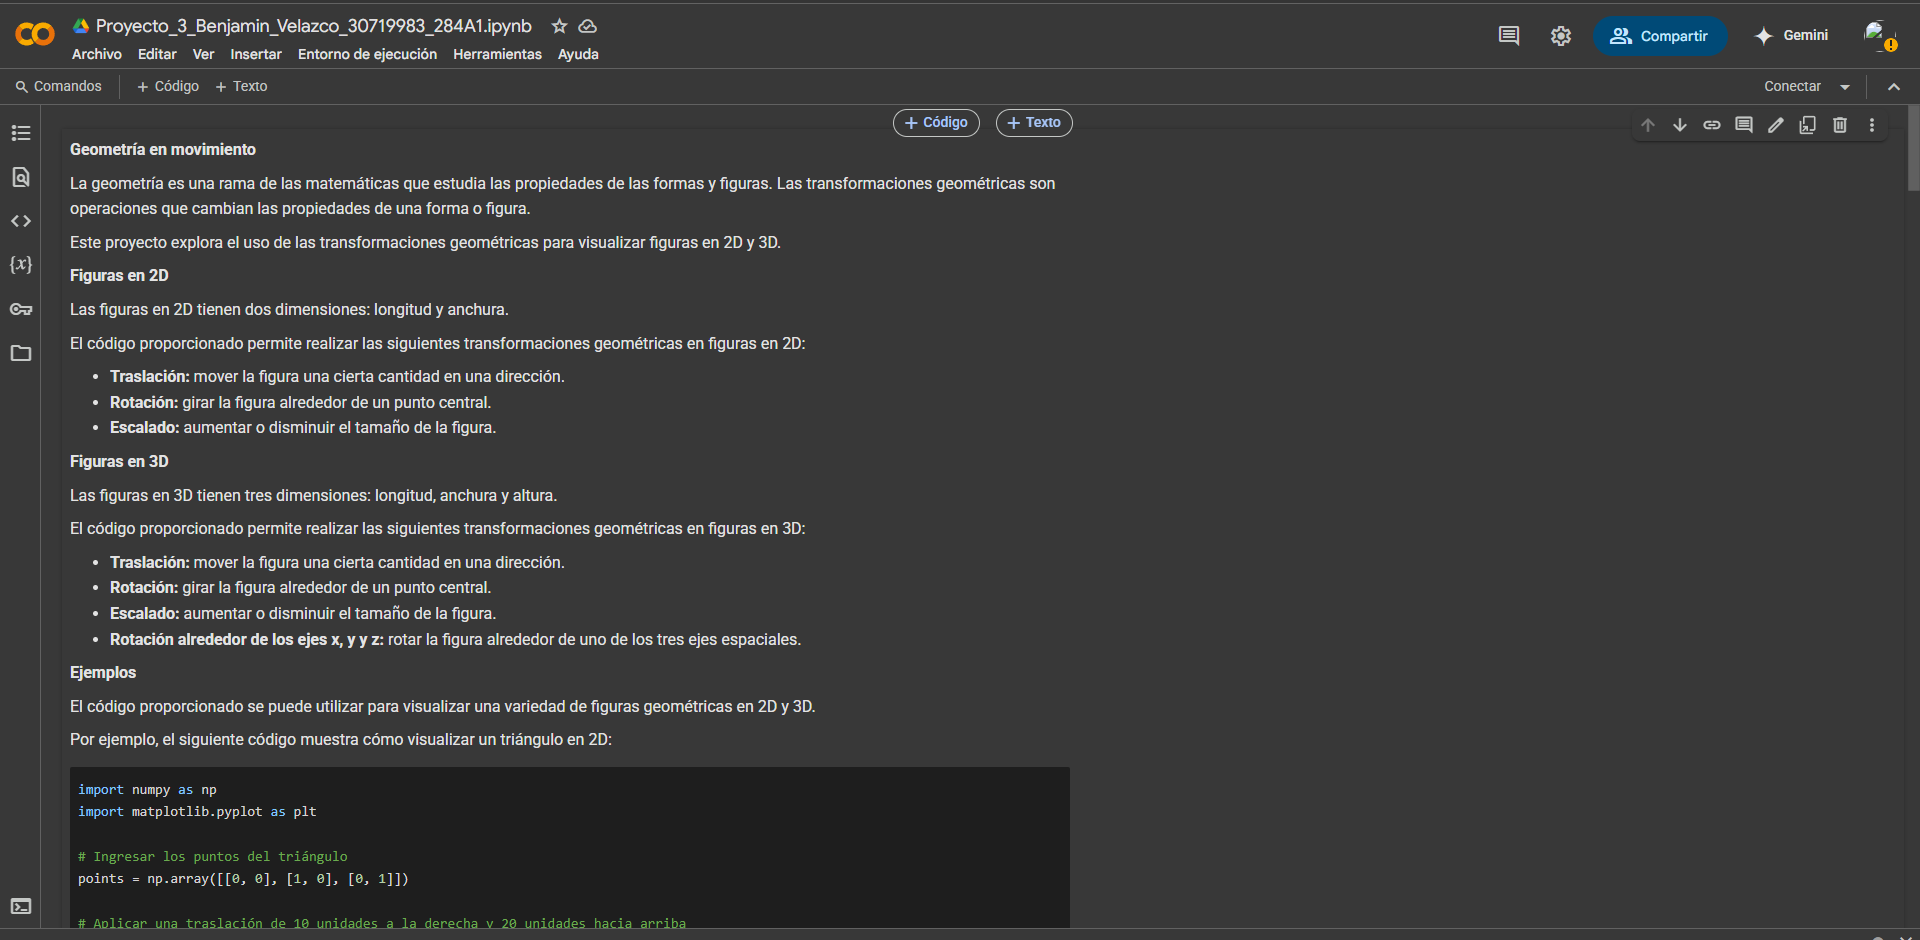 Proyecto_3_Benjamin_Velazco_30719983_284A1.ipynb
Archivo Editar Ver Insertar Entorno de ejecución Herramientas Ayuda
Compartir
Gemini
Comandos + Código + Texto
Conectar
+ Código + Texto
Geometría en movimiento
La geometría es una rama de las matemáticas que estudia las propiedades de las formas y figuras. Las transformaciones geométricas son
operaciones que cambian las propiedades de una forma o figura.
Este proyecto explora el uso de las transformaciones geométricas para visualizar figuras en 2D y 3D.
Figuras en 2D
Las figuras en 2D tienen dos dimensiones: longitud y anchura.
El código proporcionado permite realizar las siguientes transformaciones geométricas en figuras en 2D:
• Traslación: mover la figura una cierta cantidad en una dirección.
• Rotación: girar la figura alrededor de un punto central.
• Escalado: aumentar o disminuir el tamaño de la figura.
Figuras en 3D
Las figuras en 3D tienen tres dimensiones: longitud, anchura y altura.
El código proporcionado permite realizar las siguientes transformaciones geométricas en figuras en 3D:
• Traslación: mover la figura una cierta cantidad en una dirección.
• Rotación: girar la figura alrededor de un punto central.
• Escalado: aumentar o disminuir el tamaño de la figura.
• Rotación alrededor de los ejes x, y y z: rotar la figura alrededor de uno de los tres ejes espaciales.
Ejemplos
El código proporcionado se puede utilizar para visualizar una variedad de figuras geométricas en 2D y 3D.
Por ejemplo, el siguiente código muestra cómo visualizar un triángulo en 2D:
import numpy as np
import matplotlib.pyplot as plt
# Ingresar los puntos del triángulo
points = np.array([[0, 0], [1, 0], [0, 1]])
# Aplicar una traslación de 10 unidades a la derecha y 20 unidades hacia arriba